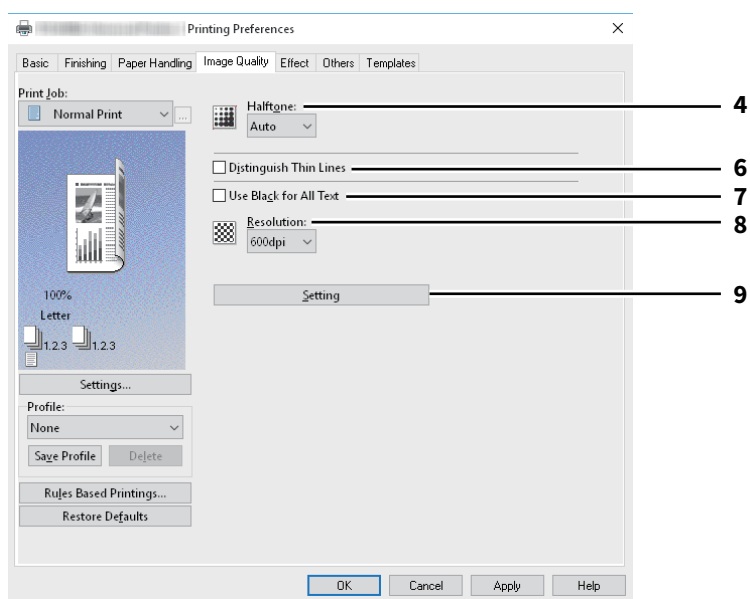 Printing Preferences
Basic Finishing Paper Handling Image Quality Effect Others Templates
Print Job:
Normal Print ...
100%
Letter
1.2.3 1.2.3
Settings...
Profile:
None
Save Profile Delete
Rules Based Printings...
Restore Defaults
Halftone: 4
Auto
Distinguish Thin Lines 6
Use Black for All Text 7
Resolution: 8
600dpi
Setting 9
OK Cancel Apply Help